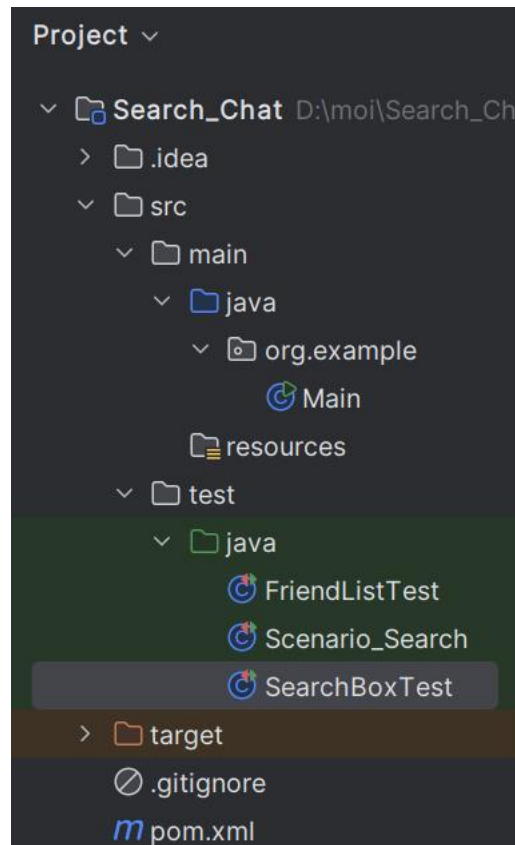 Project
Search_Chat D:\moi\Search_Ch
.idea
src
main
java
org.example
Main
resources
test
java
FriendListTest
Scenario_Search
SearchBoxTest
target
.gitignore
m pom.xml